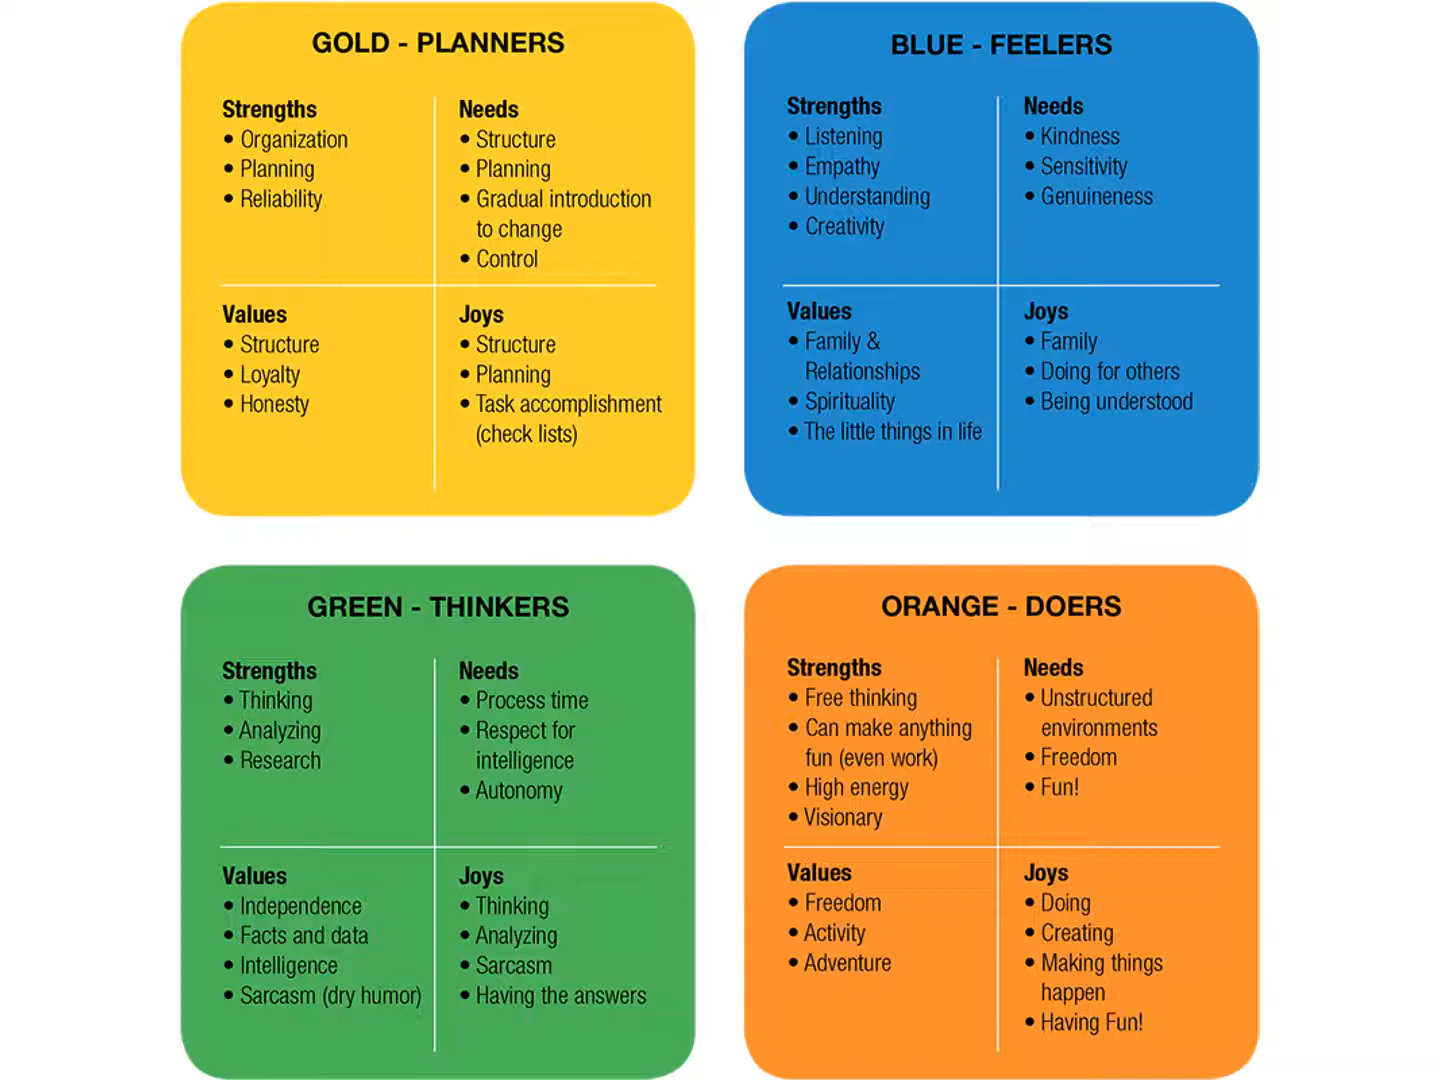 GOLD - PLANNERS
Strengths
• Organization
• Planning
• Reliability
Needs
• Structure
• Planning
• Gradual introduction
to change
• Control
Values
• Structure
• Loyalty
• Honesty
Joys
• Structure
• Planning
• Task accomplishment
(check lists)
BLUE - FEELERS
Strengths
• Listening
• Empathy
• Understanding
• Creativity
Needs
• Kindness
• Sensitivity
• Genuineness
Values
• Family &
Relationships
• Spirituality
• The little things in life
Joys
• Family
• Doing for others
• Being understood
GREEN - THINKERS
Strengths
• Thinking
• Analyzing
• Research
Needs
• Process time
• Respect for
intelligence
• Autonomy
Values
• Independence
• Facts and data
• Intelligence
• Sarcasm (dry humor)
Joys
• Thinking
• Analyzing
• Sarcasm
• Having the answers
ORANGE - DOERS
Strengths
• Free thinking
• Can make anything
fun (even work)
• High energy
• Visionary
Needs
• Unstructured
environments
• Freedom
• Fun!
Values
• Freedom
• Activity
• Adventure
Joys
• Doing
• Creating
• Making things
happen
• Having Fun!